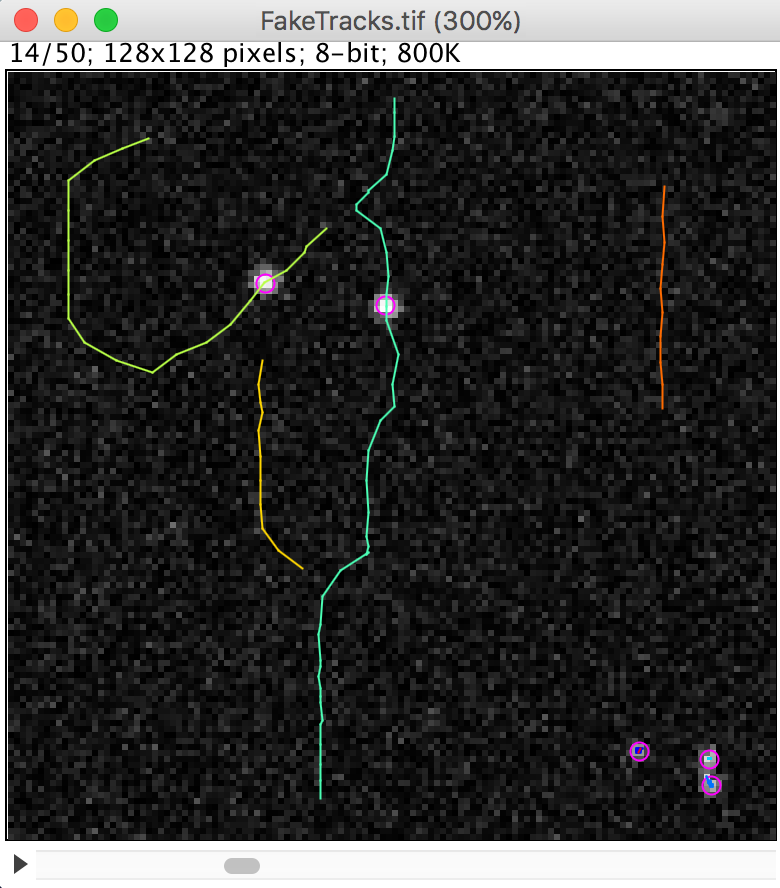 FakeTracks.tif (300%)
14/50; 128x128 pixels; 8-bit; 800K